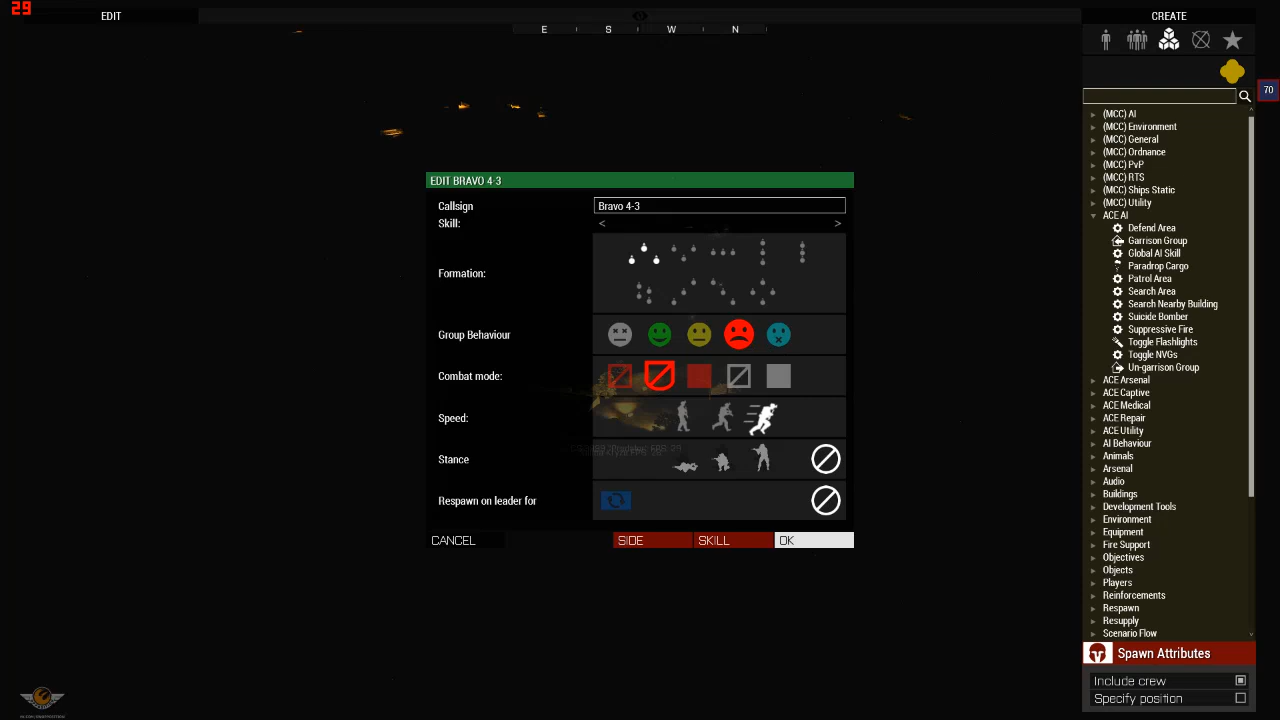 29
EDIT
E S W N
CREATE
70
(MCC) AI
(MCC) Environment
(MCC) General
(MCC) Ordnance
(MCC) PvP
(MCC) RTS
(MCC) Ships Static
(MCC) Utility
ACE AI
Defend Area
Garrison Group
Global AI Skill
Paradrop Cargo
Patrol Area
Search Area
Search Nearby Building
Suicide Bomber
Suppressive Fire
Toggle Flashlights
Toggle NVGs
Un-garrison Group
ACE Arsenal
ACE Captive
ACE Medical
ACE Repair
ACE Utility
AI Behaviour
Animals
Arsenal
Audio
Buildings
Development Tools
Environment
Equipment
Fire Support
Objectives
Objects
Players
Reinforcements
Respawn
Resupply
Scenario Flow
Spawn Attributes
Include crew
Specify position
EDIT BRAVO 4-3
Callsign
Bravo 4-3
Skill:
< >
Formation:
Group Behaviour
Combat mode:
Speed:
Stance
Respawn on leader for
CANCEL
SIDE
SKILL
OK